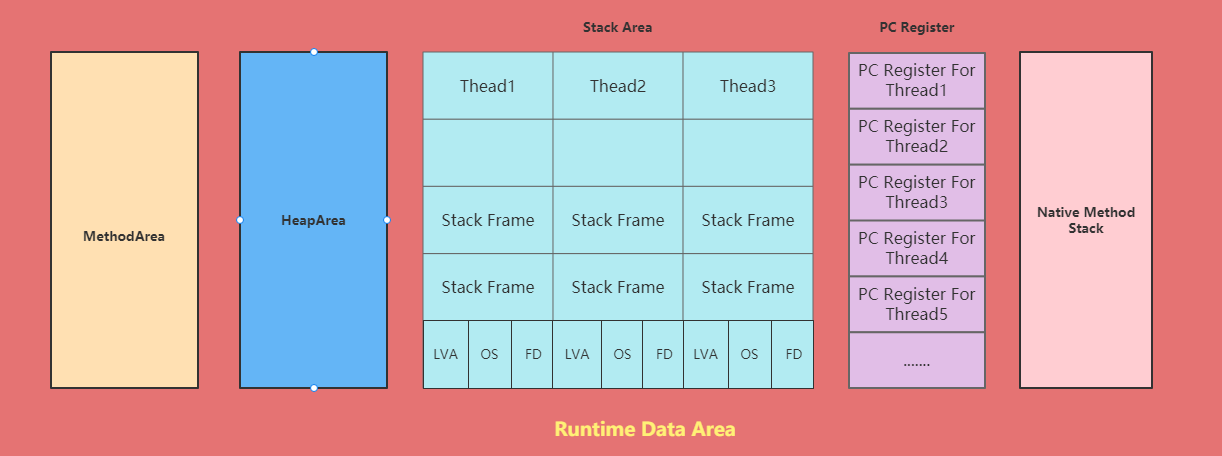 Stack Area
PC Register
MethodArea
HeapArea
Thead1
Thead2
Thead3
Stack Frame
Stack Frame
Stack Frame
Stack Frame
Stack Frame
Stack Frame
LVA
OS
FD
LVA
OS
FD
LVA
OS
FD
PC Register For
Thread1
PC Register For
Thread2
PC Register For
Thread3
PC Register For
Thread4
PC Register For
Thread5
.......
Native Method
Stack
Runtime Data Area